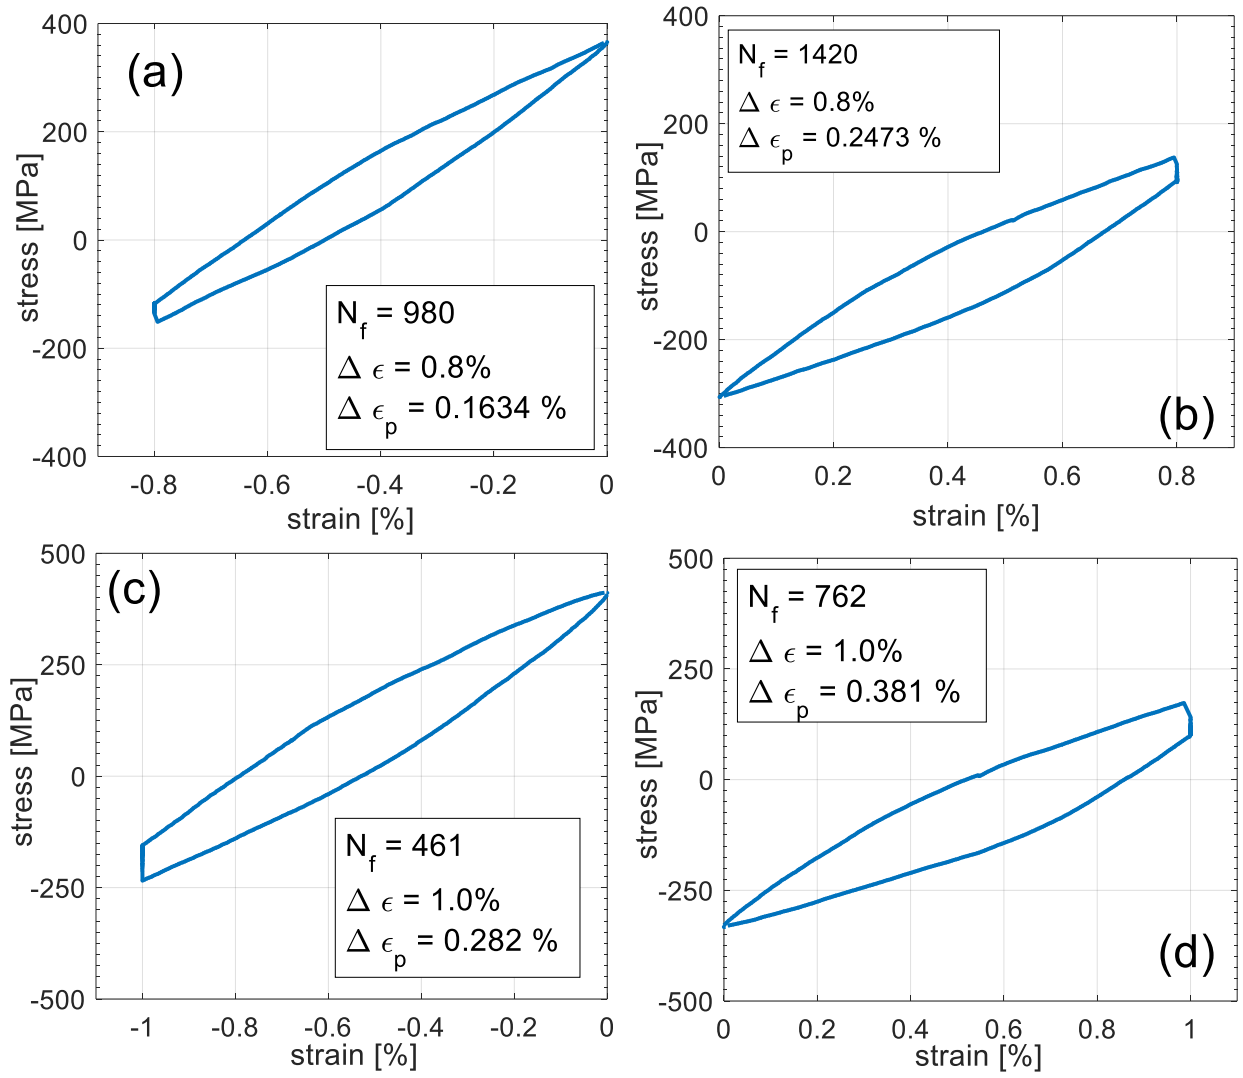 (a)
400
200
0
-200
-400
stress [MPa]
N_f = 980
Δ ϵ = 0.8%
Δ ϵ_p = 0.1634 %
-0.8 -0.6 -0.4 -0.2 0
strain [%]
400
200
0
-200
-400
stress [MPa]
N_f = 1420
Δ ϵ = 0.8%
Δ ϵ_p = 0.2473 %
(b)
0 0.2 0.4 0.6 0.8
strain [%]
(c)
500
250
0
-250
-500
stress [MPa]
N_f = 461
Δ ϵ = 1.0%
Δ ϵ_p = 0.282 %
-1 -0.8 -0.6 -0.4 -0.2 0
strain [%]
500
250
0
-250
-500
stress [MPa]
N_f = 762
Δ ϵ = 1.0%
Δ ϵ_p = 0.381 %
(d)
0 0.2 0.4 0.6 0.8 1
strain [%]